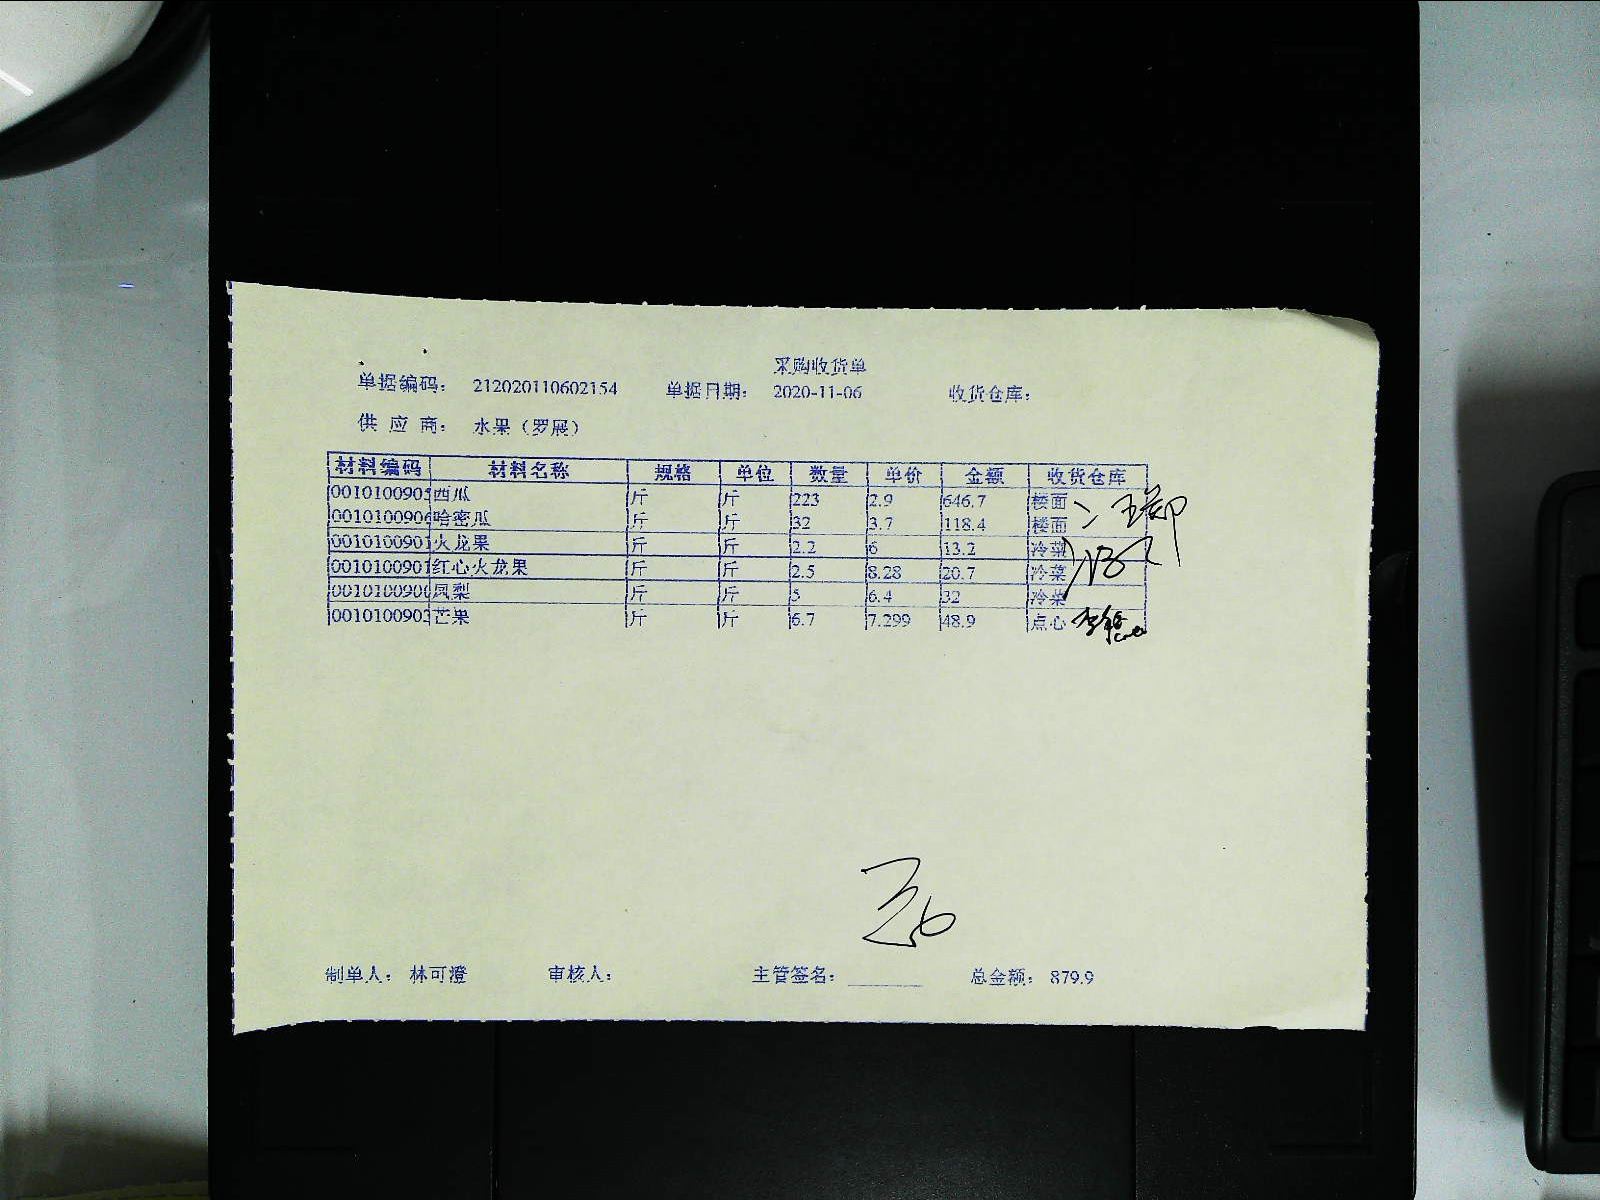 采购收货单
单据编码： 212020110602154 单据日期： 2020-11-06 收货仓库：
供 应 商： 水果（罗展）
材料编码 材料名称 规格 单位 数量 单价 金额 收货仓库
0010100905 西瓜 斤 斤 223 2.9 646.7 楼面
0010100906 哈密瓜 斤 斤 32 3.7 118.4 楼面
0010100901 火龙果 斤 斤 2.2 6 13.2 冷菜
0010100901 红心火龙果 斤 斤 2.5 8.28 20.7 冷菜
0010100900 凤梨 斤 斤 5 6.4 32 冷菜
0010100902 芒果 斤 斤 6.7 7.299 48.9 点心
制单人： 林可澄 审核人： 主管签名： 总金额： 879.9